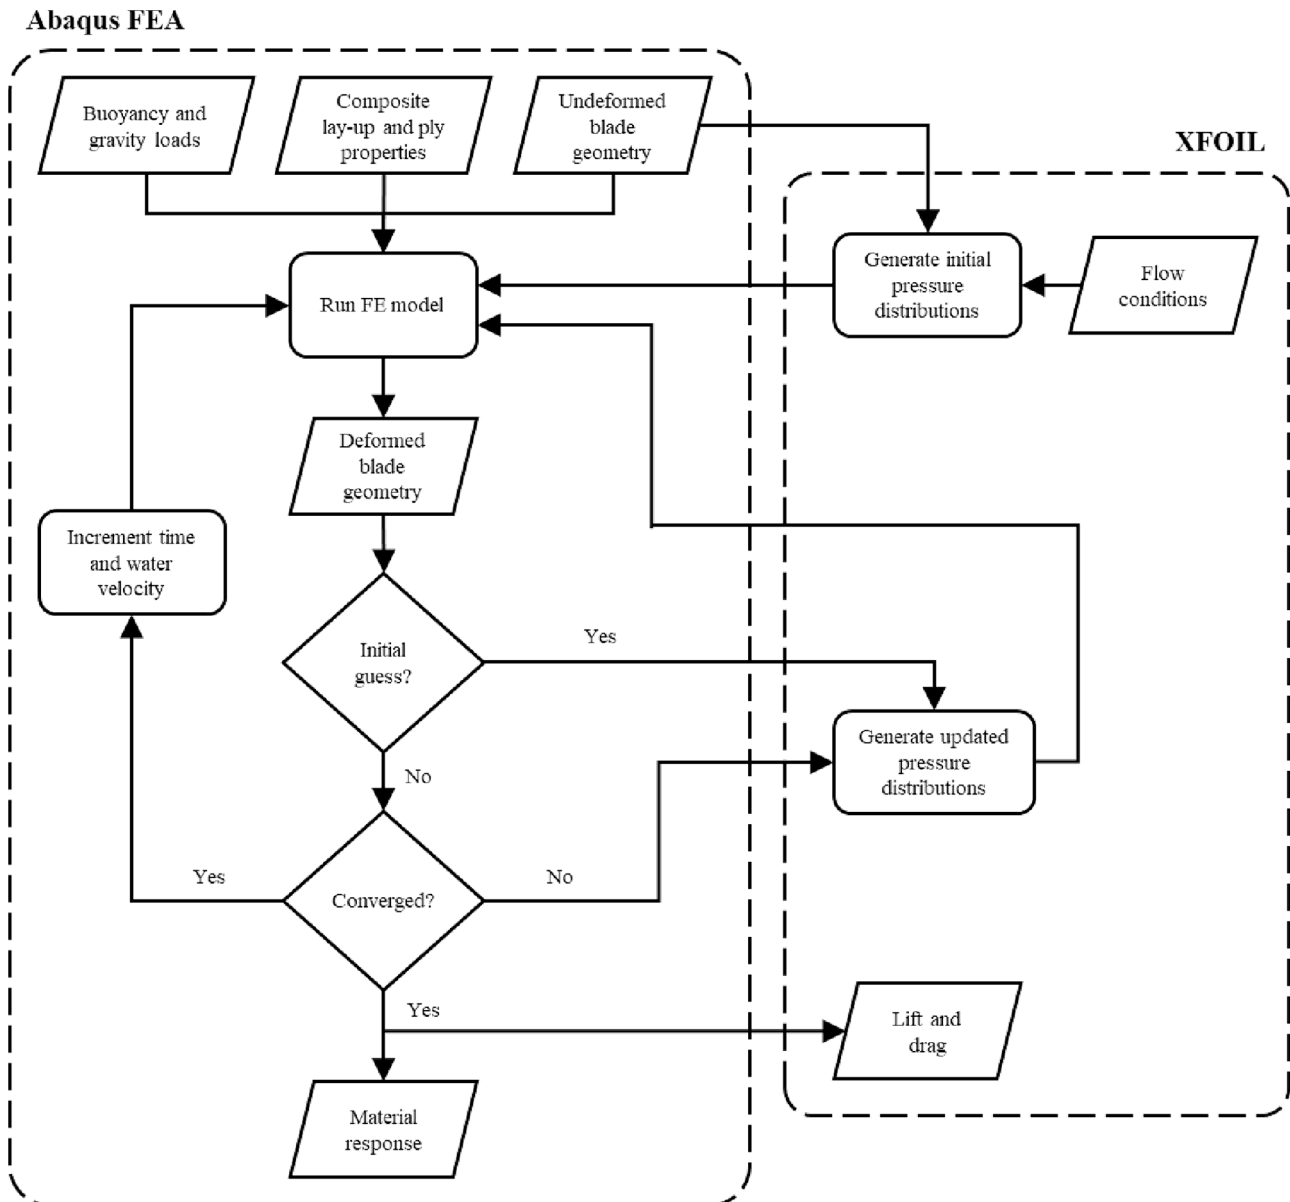 Abaqus FEA
Buoyancy and
gravity loads
Composite
lay-up and ply
properties
Undeformed
blade
geometry
XFOIL
Generate initial
pressure
distributions
Flow
conditions
Run FE model
Deformed
blade
geometry
Increment time
and water
velocity
Initial
guess?
Yes
No
Generate updated
pressure
distributions
Yes
Converged?
No
Yes
Lift and
drag
Material
response